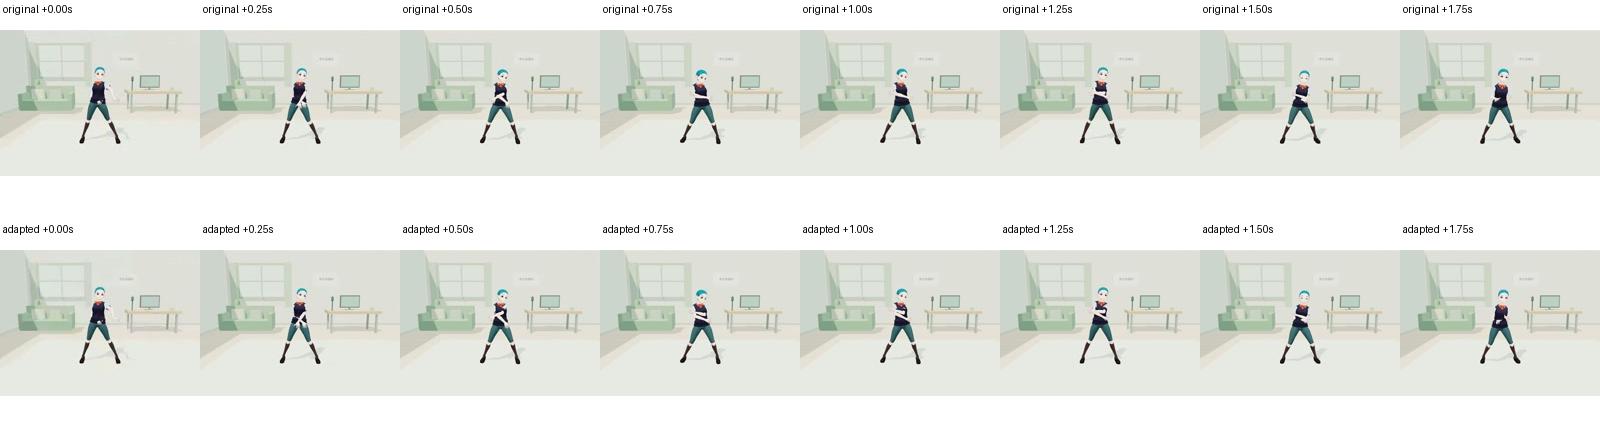 original +0.00s
original +0.25s
original +0.50s
original +0.75s
original +1.00s
original +1.25s
original +1.50s
original +1.75s
adapted +0.00s
adapted +0.25s
adapted +0.50s
adapted +0.75s
adapted +1.00s
adapted +1.25s
adapted +1.50s
adapted +1.75s